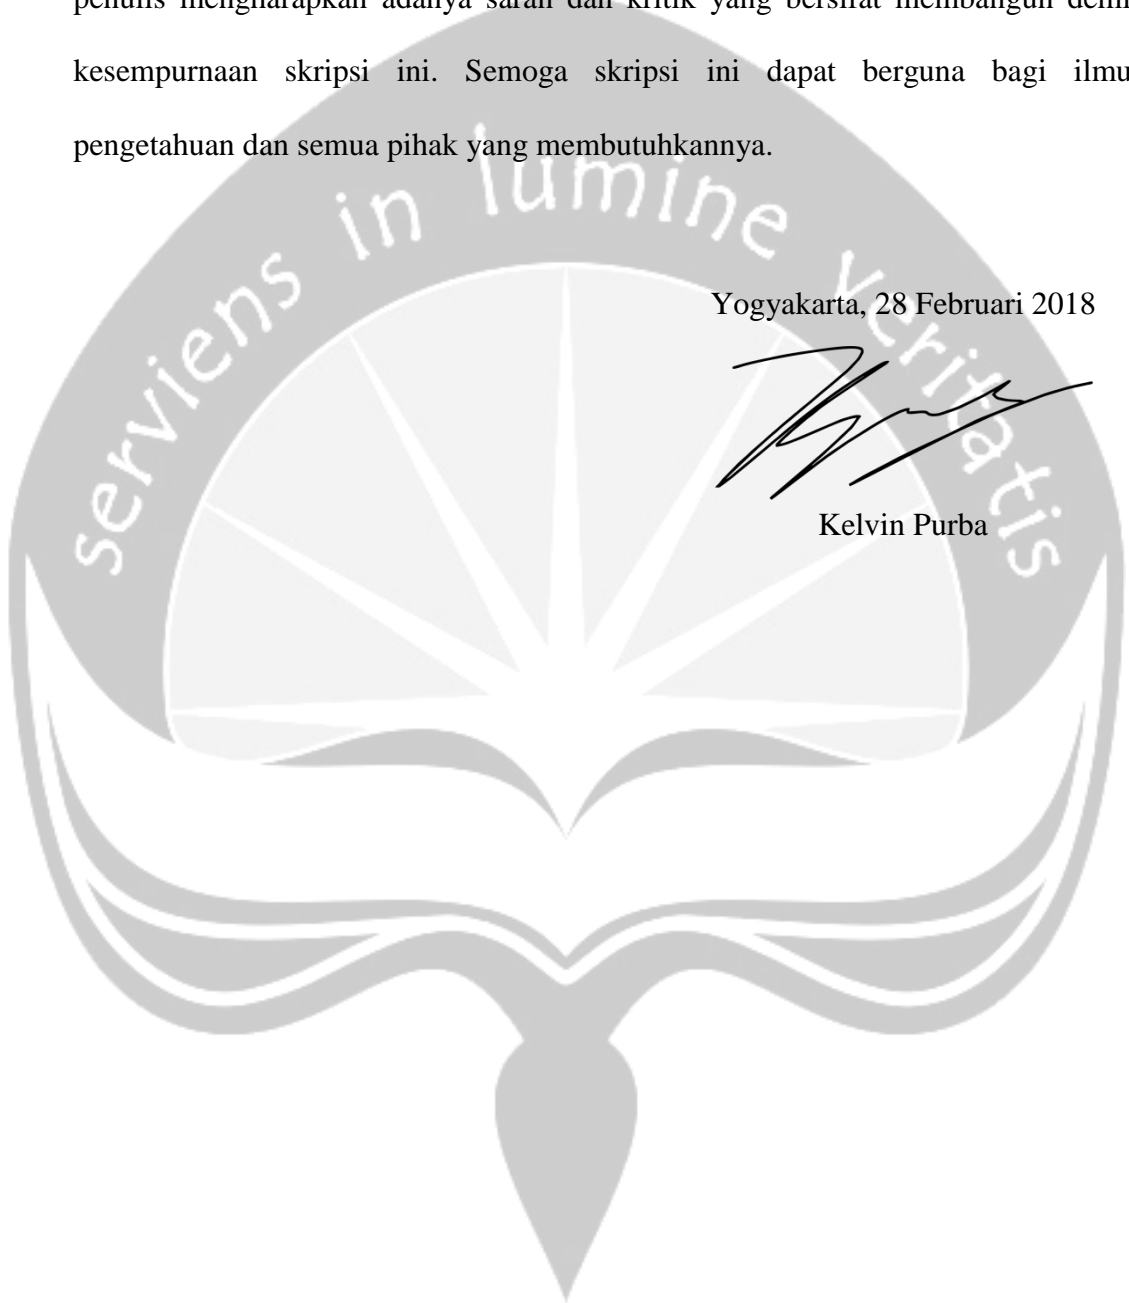 penulis mengharapkan adanya saran dan kritik yang bersifat membangun demi
kesempurnaan skripsi ini. Semoga skripsi ini dapat berguna bagi ilmu
pengetahuan dan semua pihak yang membutuhkannya.
serviens in lumine veritatis
Yogyakarta, 28 Februari 2018
Kelvin Purba